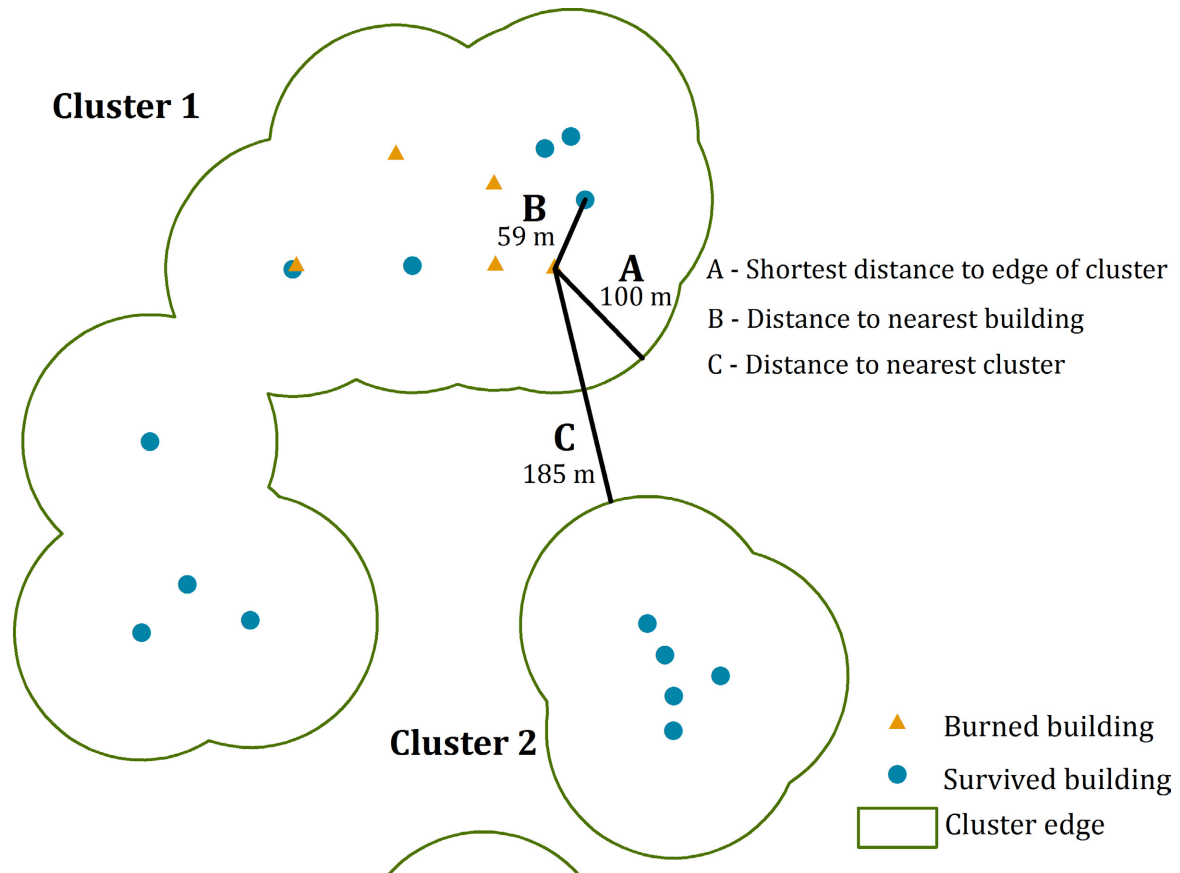 Cluster 1
B
59 m
A
100 m
A - Shortest distance to edge of cluster
B - Distance to nearest building
C - Distance to nearest cluster
C
185 m
Cluster 2
Burned building
Survived building
Cluster edge